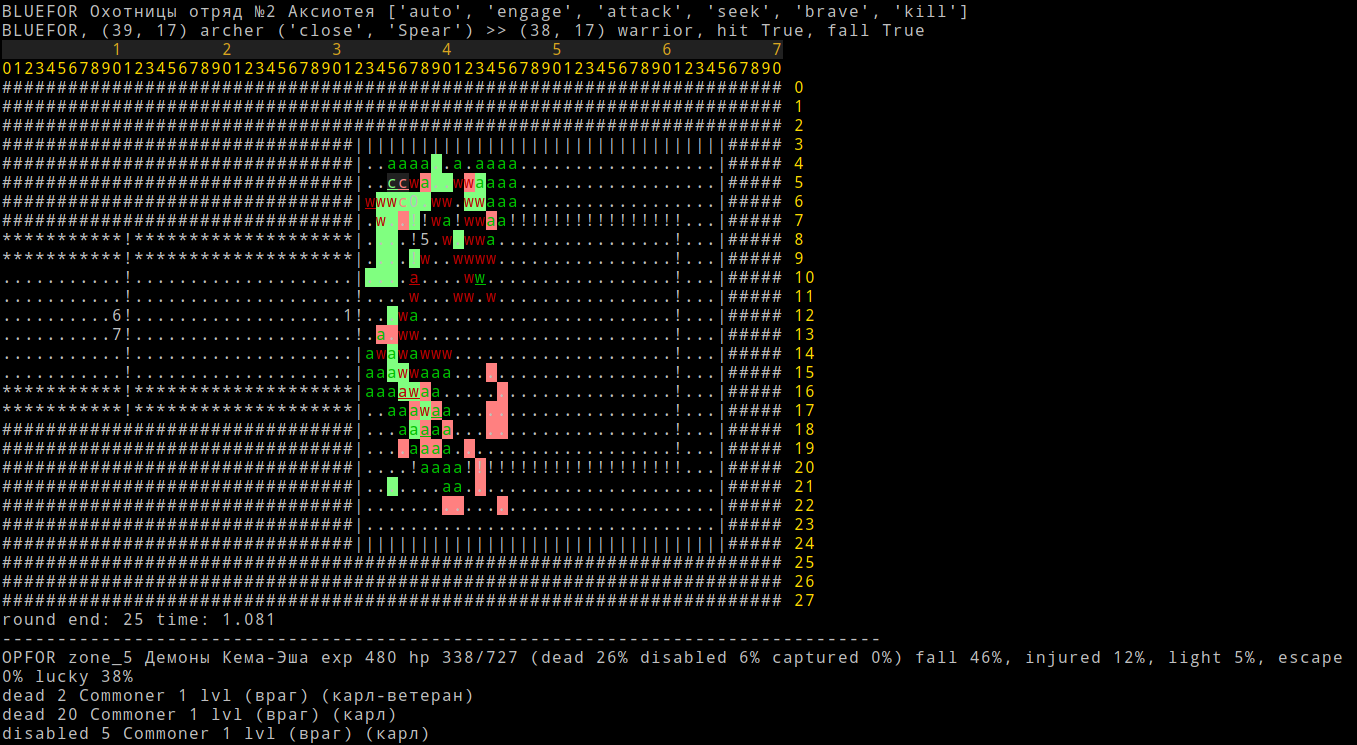 BLUEFOR Охотницы отряд №2 Аксиотея ['auto', 'engage', 'attack', 'seek', 'brave', 'kill']
BLUEFOR, (39, 17) archer ('close', 'Spear') >> (38, 17) warrior, hit True, fall True
          1         2         3         4         5         6         7
01234567890123456789012345678901234567890123456789012345678901234567890
####################################################################### 0
####################################################################### 1
####################################################################### 2
################################||||||||||||||||||||||||||||||||||##### 3
################################|..aaaa..a.aaaa..................|##### 4
################################|..ccwa..wwaaaa..................|##### 5
################################|wwwc0.ww.wwaaa..................|##### 6
################################|.w..!!wa!wwaa!!!!!!!!!!!!!!!!...|##### 7
***********!********************|....!5.w.wwa................!...|##### 8
***********!********************|....!w..wwww................!...|##### 9
...........!....................!....a....ww.................!...|##### 10
...........!....................!....w...ww.w................!...|##### 11
..........6!...................1!...wa.......................!...|##### 12
..........7!....................!.a.ww.......................!...|##### 13
...........!....................|awawawww....................!...|##### 14
...........!....................|aaawwaaa....................!...|##### 15
***********!********************|aaaawaa.....................!...|##### 16
***********!********************|..aaawaa....................!...|##### 17
################################|...aaaa.....................!...|##### 18
################################|....aaaa....................!...|##### 19
################################|....!aaaa!!!!!!!!!!!!!!!!!!!!...|##### 20
################################|.......aa.......................|##### 21
################################|................................|##### 22
################################|................................|##### 23
################################||||||||||||||||||||||||||||||||||##### 24
####################################################################### 25
####################################################################### 26
####################################################################### 27
round end: 25 time: 1.081
--------------------------------------------------------------------------------
OPFOR zone_5 Демоны Кема-Эша exp 480 hp 338/727 (dead 26% disabled 6% captured 0%) fall 46%, injured 12%, light 5%, escape
0% lucky 38%
dead 2 Commoner 1 lvl (враг) (карл-ветеран)
dead 20 Commoner 1 lvl (враг) (карл)
disabled 5 Commoner 1 lvl (враг) (карл)